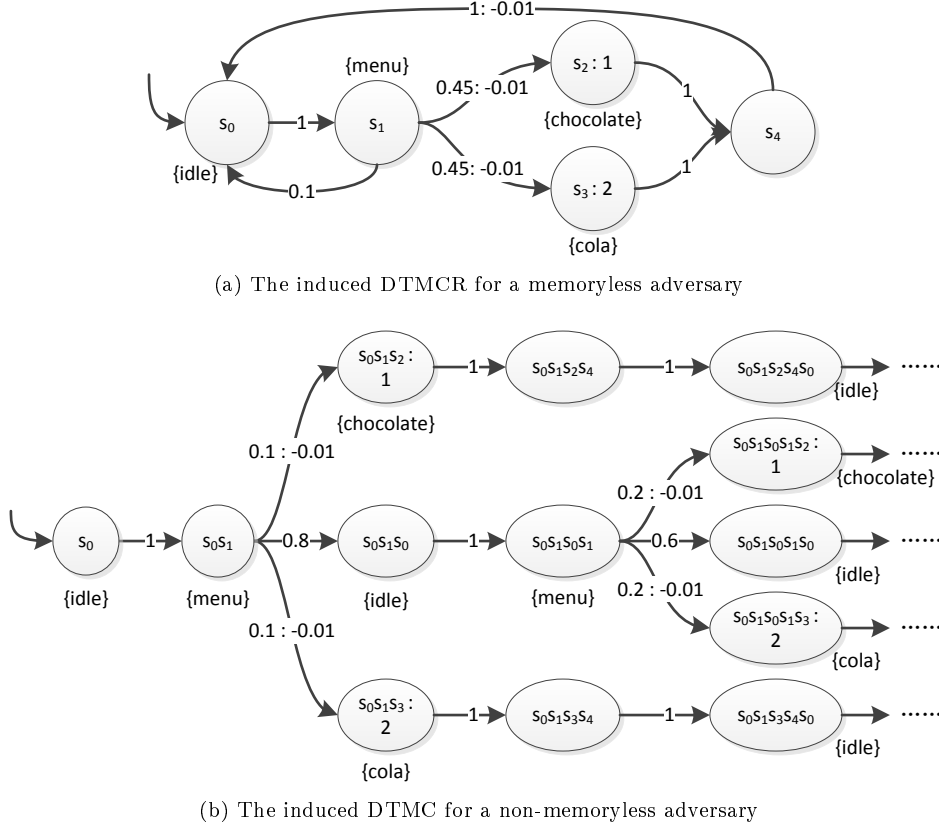 1: -0.01
{menu}
s2 : 1
0.45: -0.01
{chocolate}
1
s0
1
s1
s4
{idle}
0.1
0.45: -0.01
1
s3 : 2
{cola}
(a) The induced DTMCR for a memoryless adversary
s0s1s2 :
1
1
s0s1s2s4
1
s0s1s2s4s0
......
{idle}
{chocolate}
0.1 : -0.01
s0s1s0s1s2 :
1
......
{chocolate}
0.2 : -0.01
s0
1
s0s1
0.8
s0s1s0
1
s0s1s0s1
0.6
s0s1s0s1s0
......
{idle}
{menu}
{idle}
{menu}
{idle}
0.2 : -0.01
0.1 : -0.01
s0s1s0s1s3 :
2
......
{cola}
s0s1s3 :
2
1
s0s1s3s4
1
s0s1s3s4s0
......
{idle}
{cola}
(b) The induced DTMC for a non-memoryless adversary